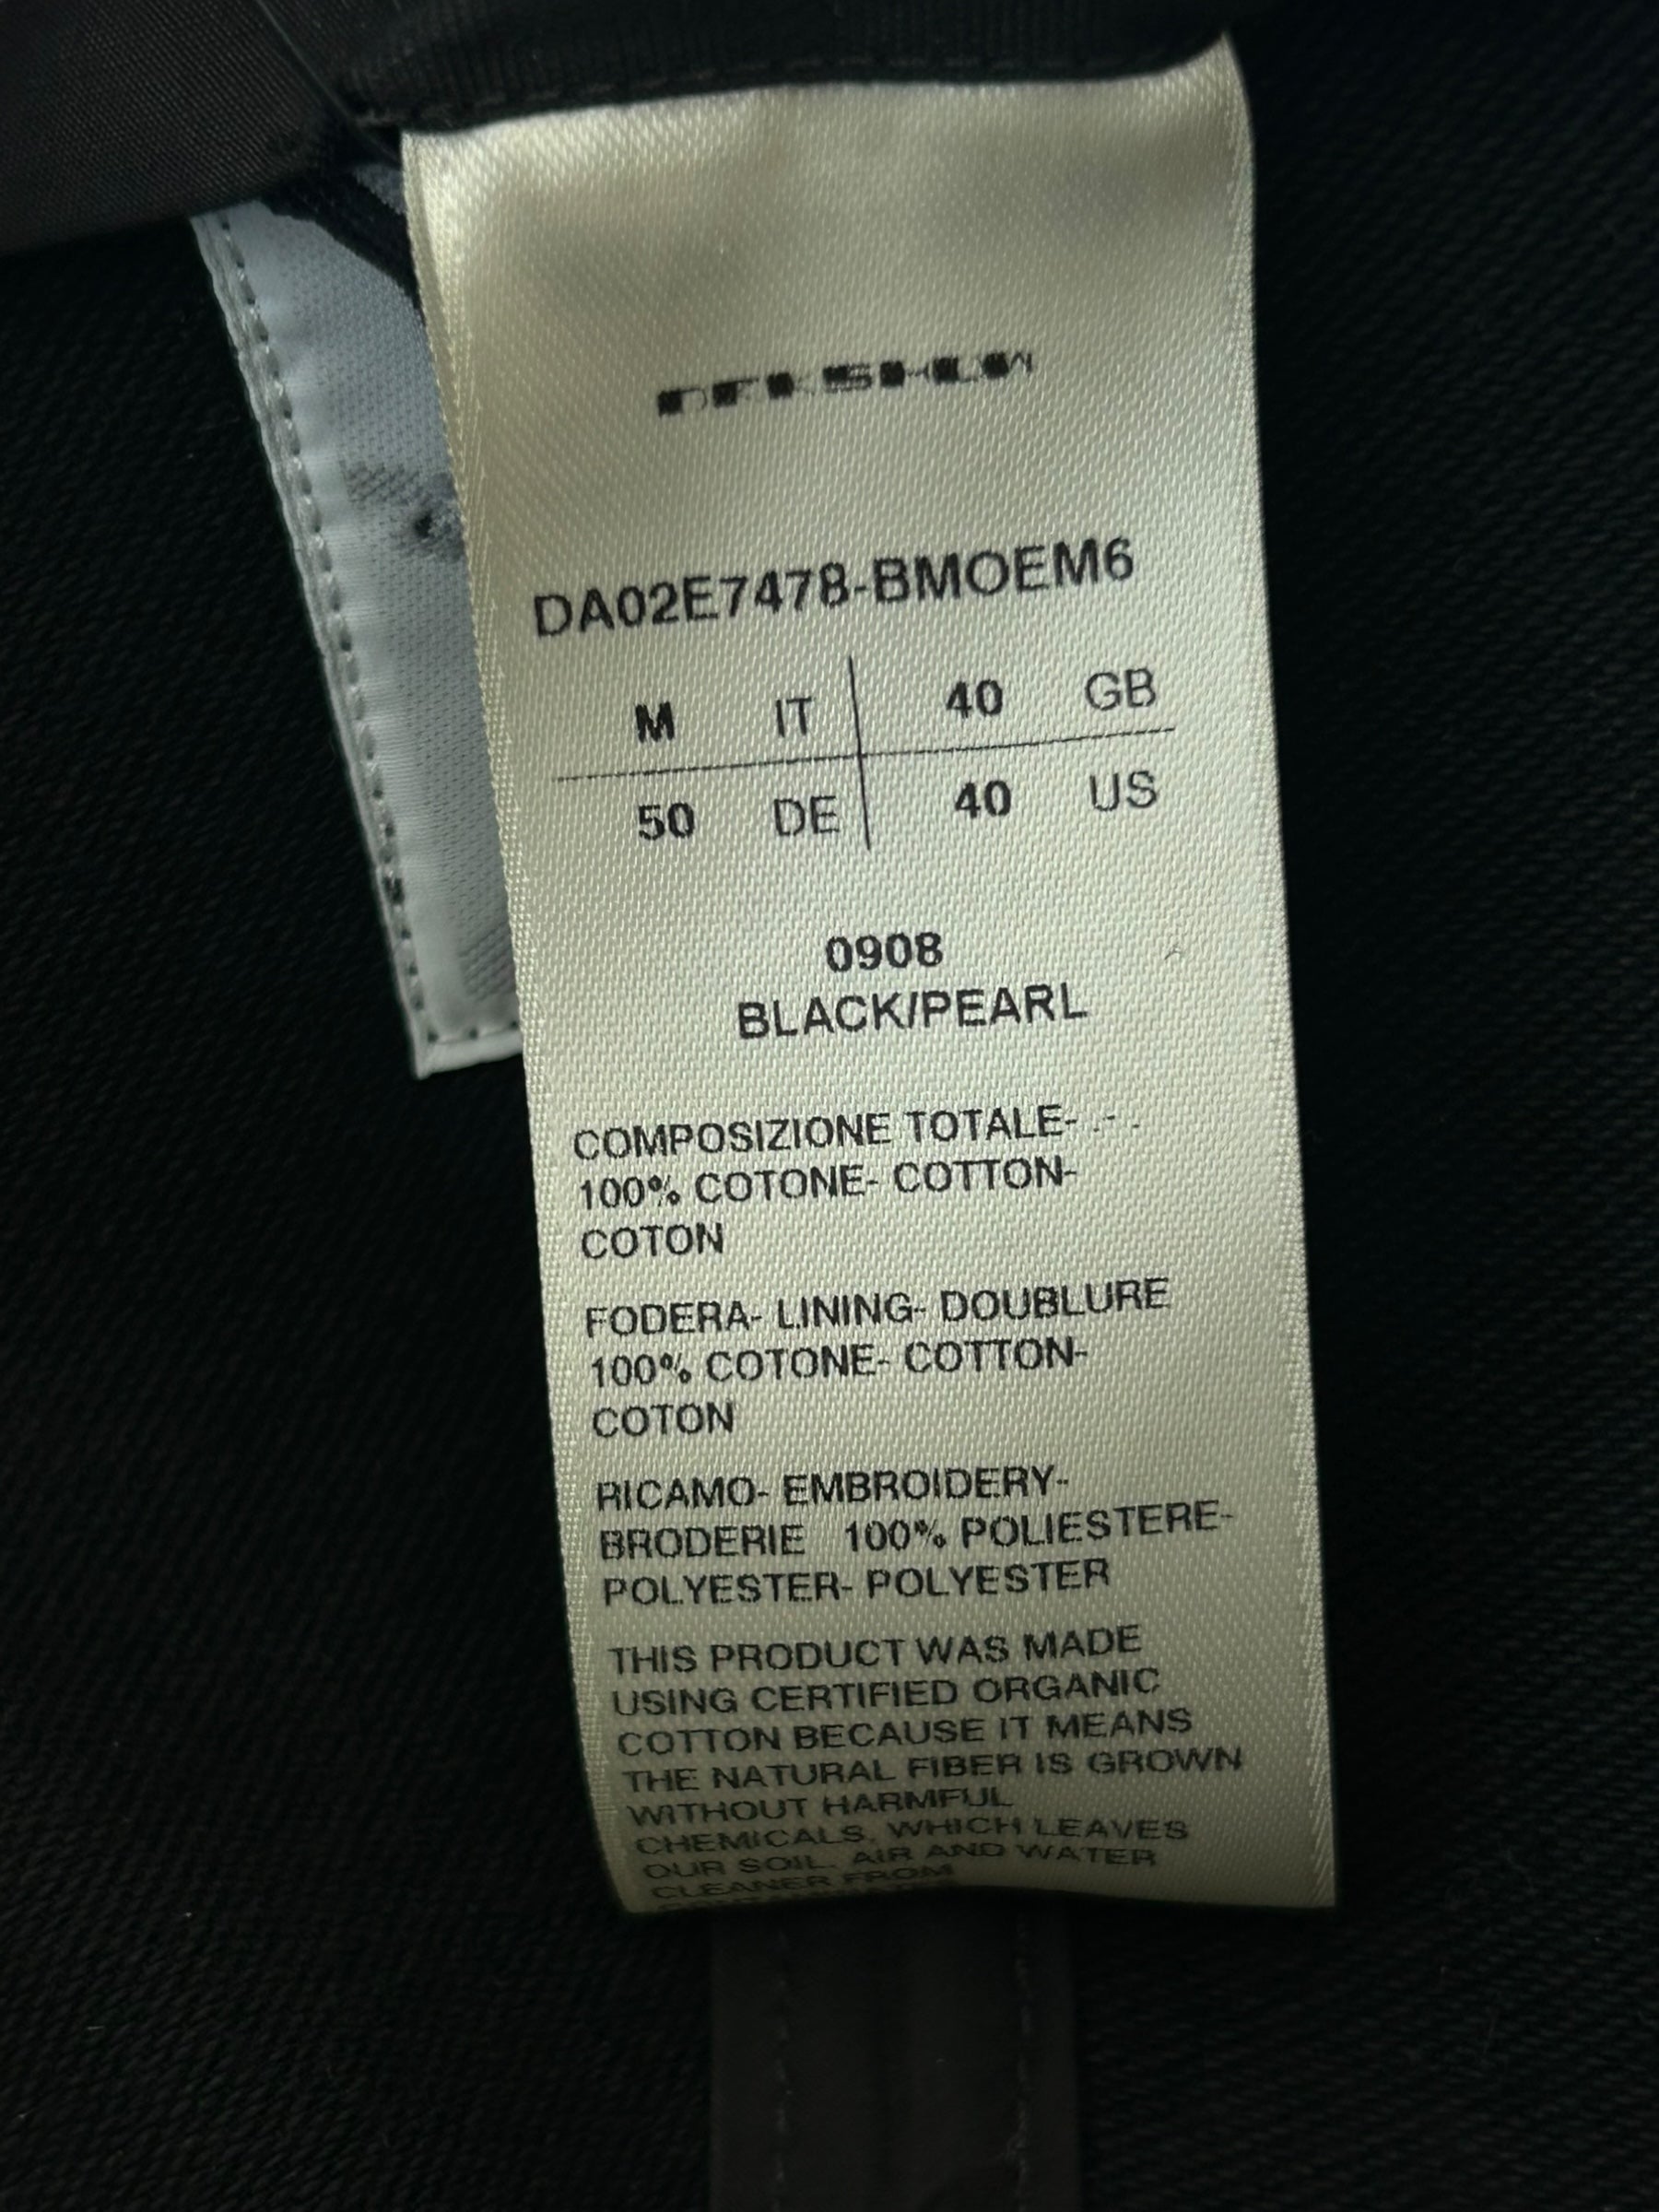 DA02E7478-BMOEM6
M IT 40 GB
50 DE 40 US
0908
BLACK/PEARL
COMPOSIZIONE TOTALE- .- .
100% COTONE- COTTON-
COTON
FODERA- LINING- DOUBLURE
100% COTONE- COTTON-
COTON
RICAMO- EMBROIDERY-
BRODERIE 100% POLIESTERE-
POLYESTER- POLYESTER
THIS PRODUCT WAS MADE
USING CERTIFIED ORGANIC
COTTON BECAUSE IT MEANS
THE NATURAL FIBER IS GROWN
WITHOUT HARMFUL
CHEMICALS, WHICH LEAVES
OUR SOIL, AIR AND WATER
CLEANER FROM